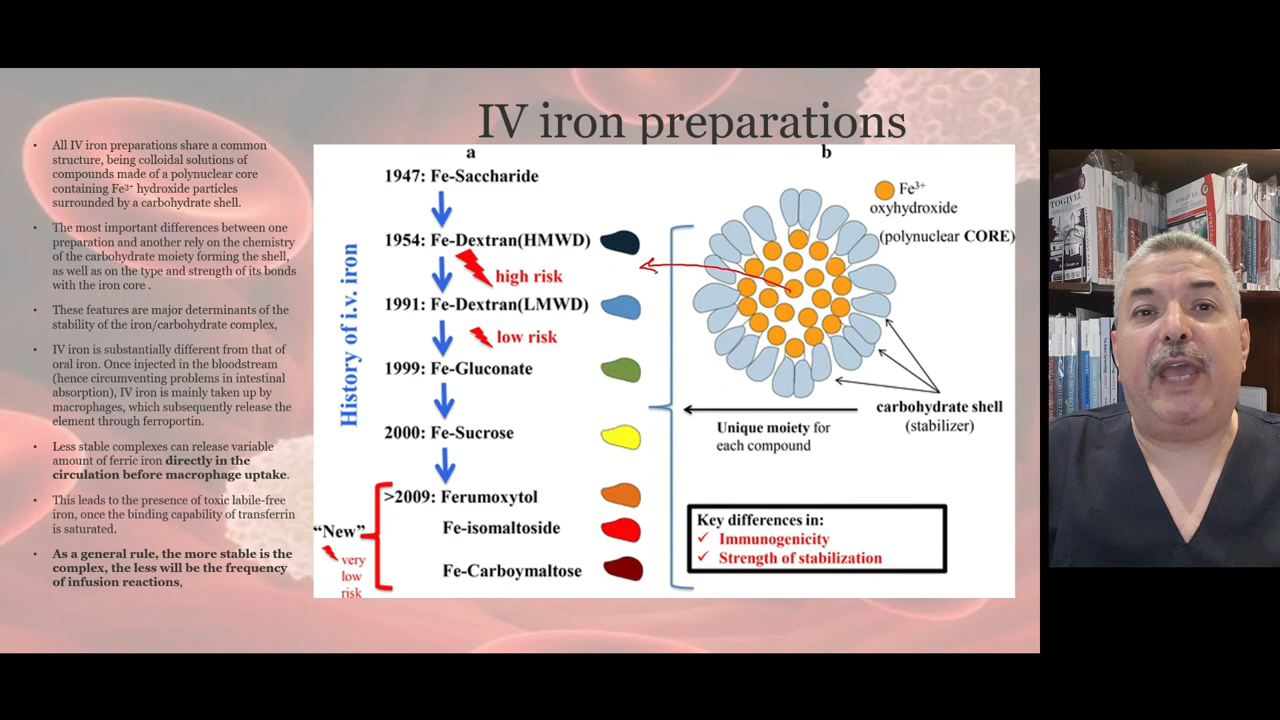 IV iron preparations
• All IV iron preparations share a common
structure, being colloidal solutions of
compounds made of a polynuclear core
containing Fe³⁺ hydroxide particles
surrounded by a carbohydrate shell.
• The most important differences between one
preparation and another rely on the chemistry
of the carbohydrate moiety forming the shell,
as well as on the type and strength of its bonds
with the iron core .
• These features are major determinants of the
stability of the iron/carbohydrate complex,
• IV iron is substantially different from that of
oral iron. Once injected in the bloodstream
(hence circumventing problems in intestinal
absorption), IV iron is mainly taken up by
macrophages, which subsequently release the
element through ferroportin.
• Less stable complexes can release variable
amount of ferric iron directly in the
circulation before macrophage uptake.
• This leads to the presence of toxic labile-free
iron, once the binding capability of transferrin
is saturated.
• As a general rule, the more stable is the
complex, the less will be the frequency
of infusion reactions,
a
History of i.v. iron
1947: Fe-Saccharide
1954: Fe-Dextran(HMWD)
high risk
1991: Fe-Dextran(LMWD)
low risk
1999: Fe-Gluconate
2000: Fe-Sucrose
>2009: Ferumoxytol
Fe-isomaltoside
Fe-Carboymaltose
“New”
very
low
risk
b
Fe³⁺
oxyhydroxide
(polynuclear CORE)
carbohydrate shell
(stabilizer)
Unique moiety for
each compound
Key differences in:
✓ Immunogenicity
✓ Strength of stabilization
TOGIVEL
TOGIVEL